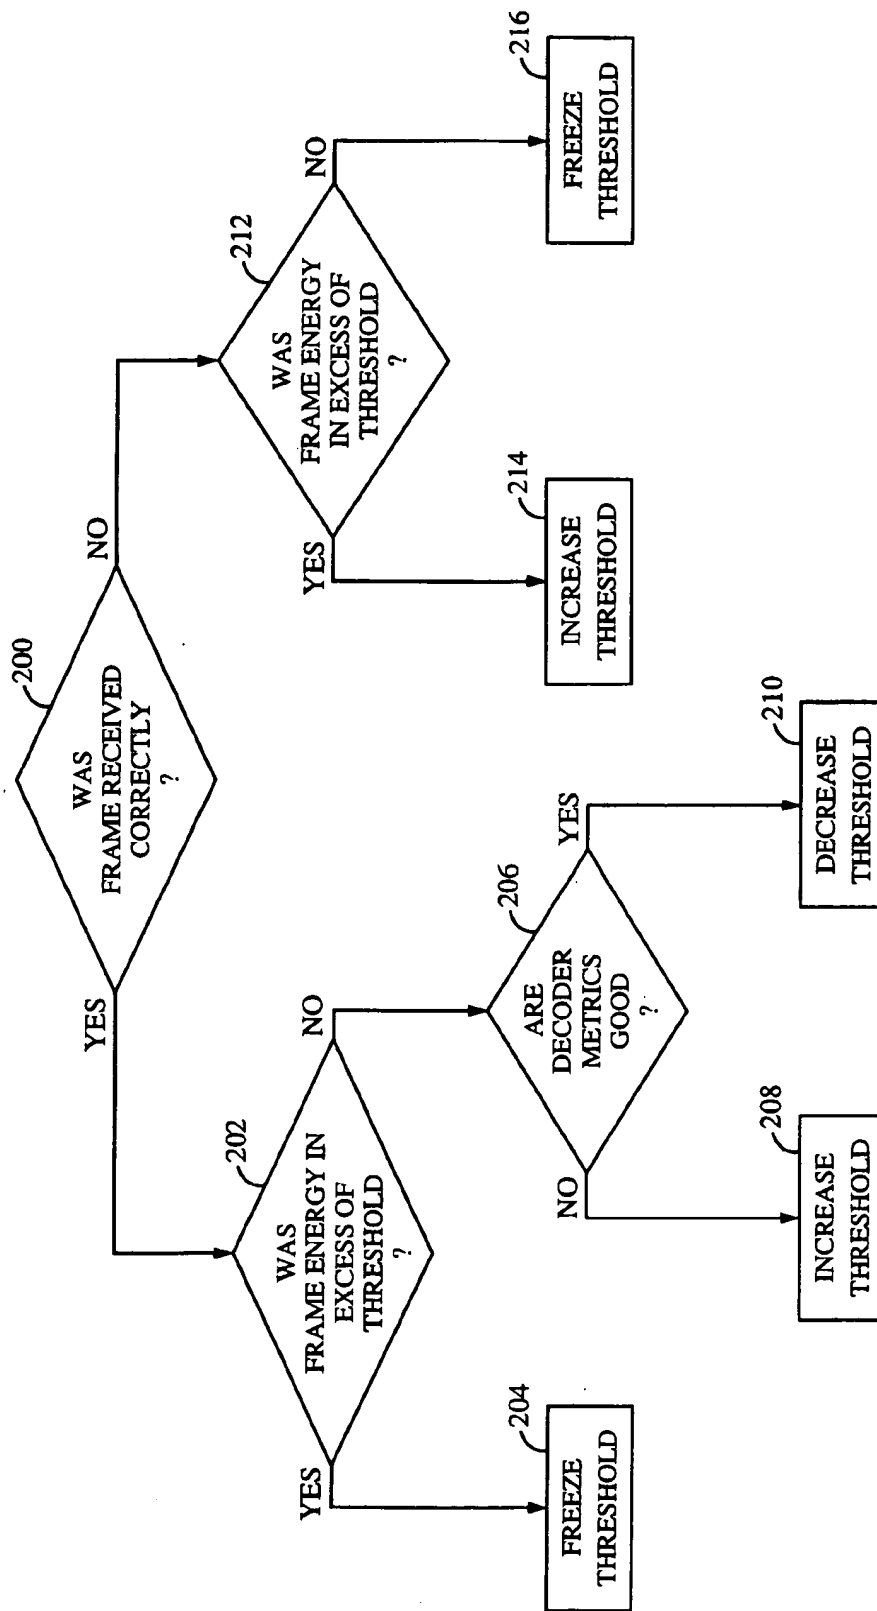 200
WAS
FRAME RECEIVED
CORRECTLY
?
YES
NO
202
WAS
FRAME ENERGY IN
EXCESS OF
THRESHOLD
?
YES
NO
212
WAS
FRAME ENERGY
IN EXCESS OF
THRESHOLD
?
YES
NO
204
FREEZE
THRESHOLD
206
ARE
DECODER
METRICS
GOOD
?
NO
YES
214
INCREASE
THRESHOLD
216
FREEZE
THRESHOLD
208
INCREASE
THRESHOLD
210
DECREASE
THRESHOLD